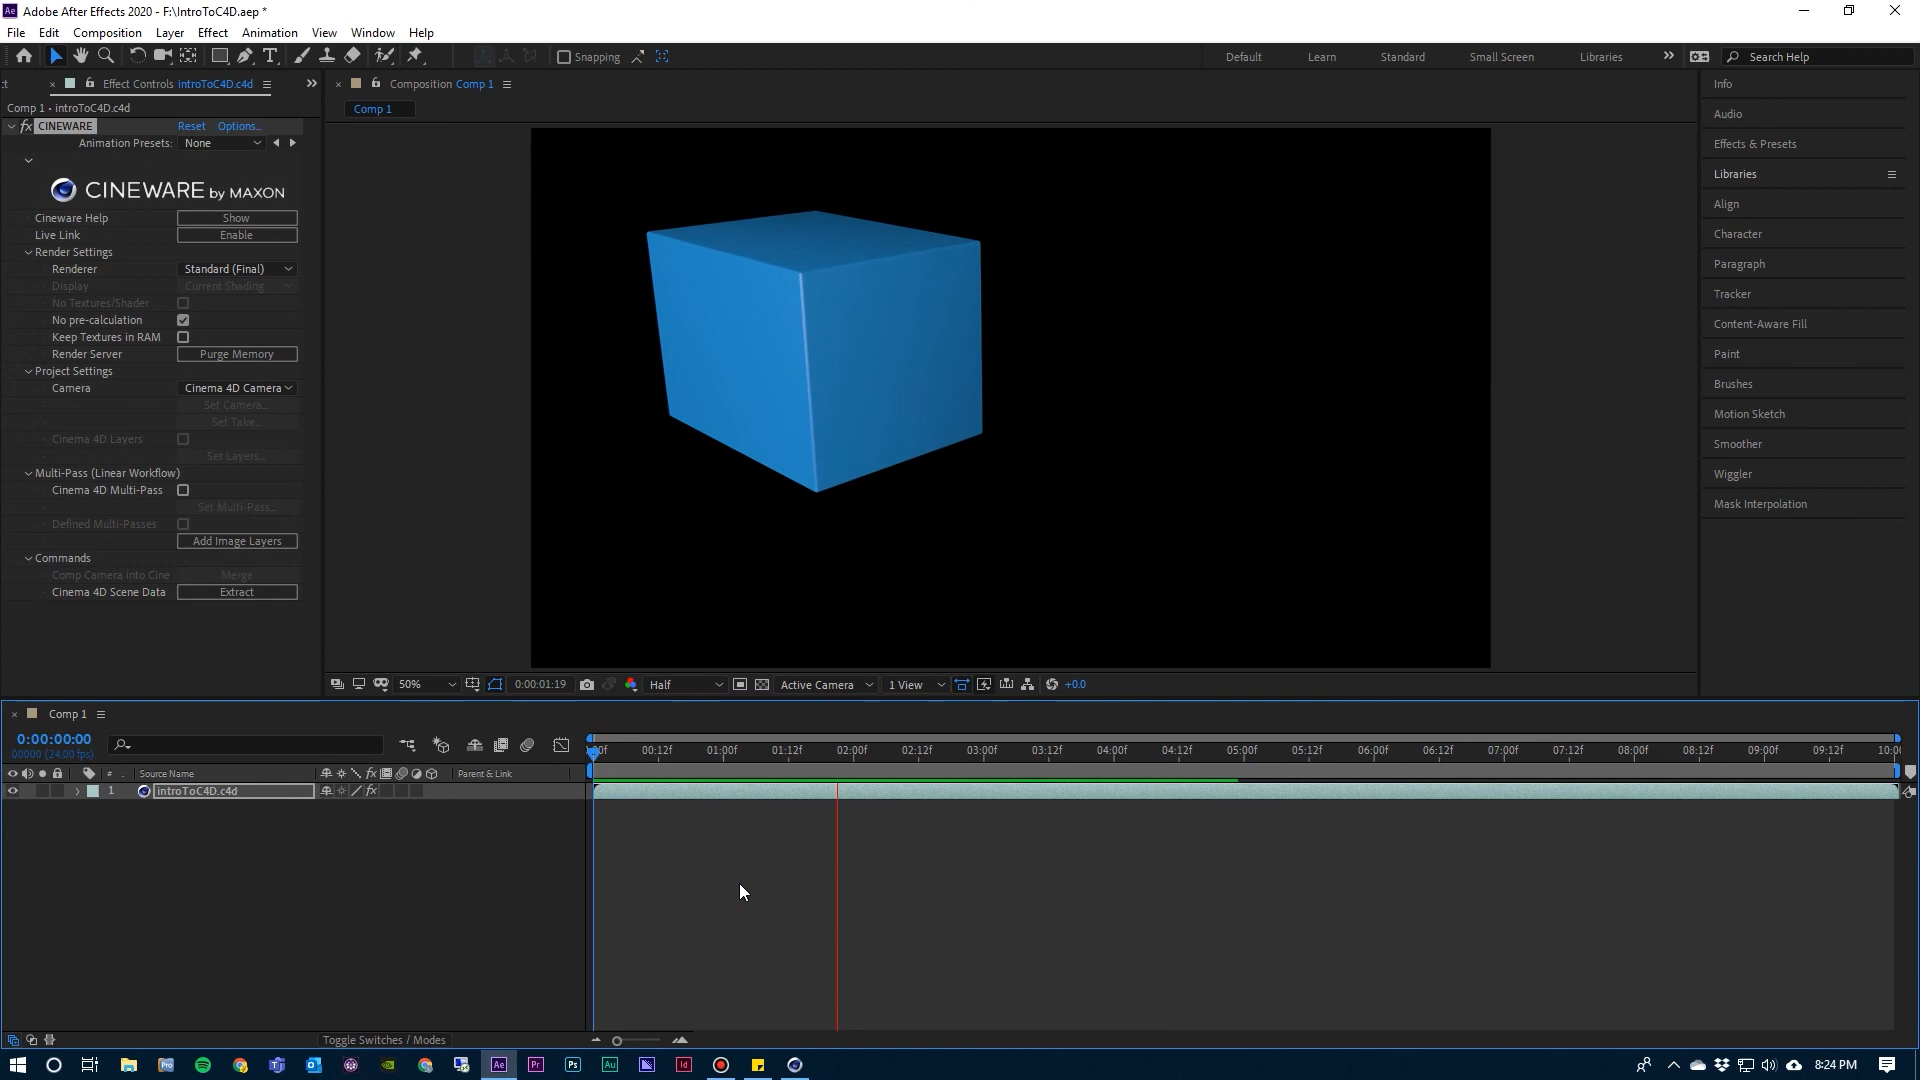 Ae Adobe After Effects 2020 - F:\IntroToC4D.aep *
File Edit Composition Layer Effect Animation View Window Help
Snapping Default Learn Standard Small Screen Libraries Search Help
Effect Controls introToC4D.c4d
Comp 1 • introToC4D.c4d
fx CINEWARE Reset Options...
Animation Presets: None
CINEWARE by MAXON
Cineware Help Show
Live Link Enable
Render Settings
Renderer Standard (Final)
Display Current Shading
No Textures/Shader
No pre-calculation
Keep Textures in RAM
Render Server Purge Memory
Project Settings
Camera Cinema 4D Camera
Set Camera...
Set Take...
Cinema 4D Layers
Set Layers...
Multi-Pass (Linear Workflow)
Cinema 4D Multi-Pass
Set Multi-Pass...
Defined Multi-Passes
Add Image Layers
Commands
Comp Camera into Cine Merge
Cinema 4D Scene Data Extract
Composition Comp 1
Comp 1
50% 0:00:01:19 Half Active Camera 1 View +0.0
Info
Audio
Effects & Presets
Libraries
Align
Character
Paragraph
Tracker
Content-Aware Fill
Paint
Brushes
Motion Sketch
Smoother
Wiggler
Mask Interpolation
Comp 1
0:00:00:00
00000 (24.00 fps)
00:12f 01:00f 01:12f 02:00f 02:12f 03:00f 03:12f 04:00f 04:12f 05:00f 05:12f 06:00f 06:12f 07:00f 07:12f 08:00f 08:12f 09:00f 09:12f
# Source Name fx Parent & Link
1 introToC4D.c4d fx
Toggle Switches / Modes
Ae Pr Ps Au Id 8:24 PM